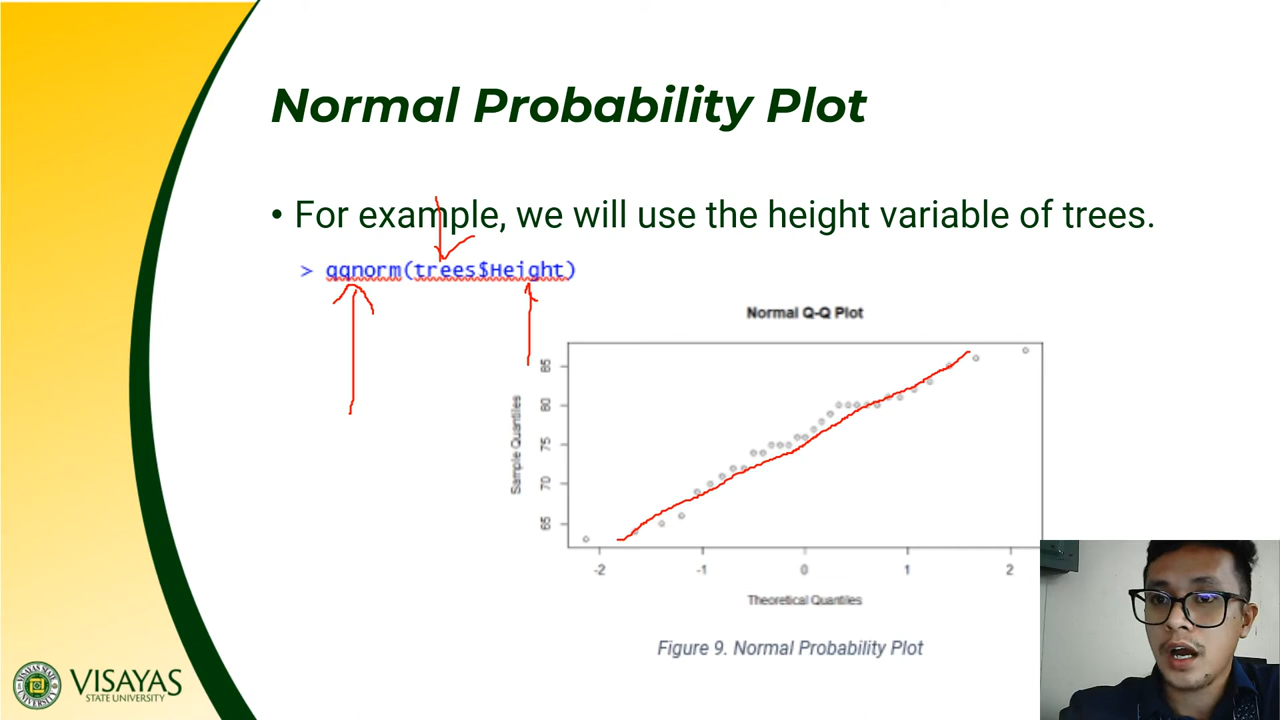 Normal Probability Plot
• For example, we will use the height variable of trees.
> qqnorm(trees$Height)
Normal Q-Q Plot
85
80
75
70
65
Sample Quantiles
-2 -1 0 1 2
Theoretical Quantiles
Figure 9. Normal Probability Plot
VISAYAS
STATE UNIVERSITY